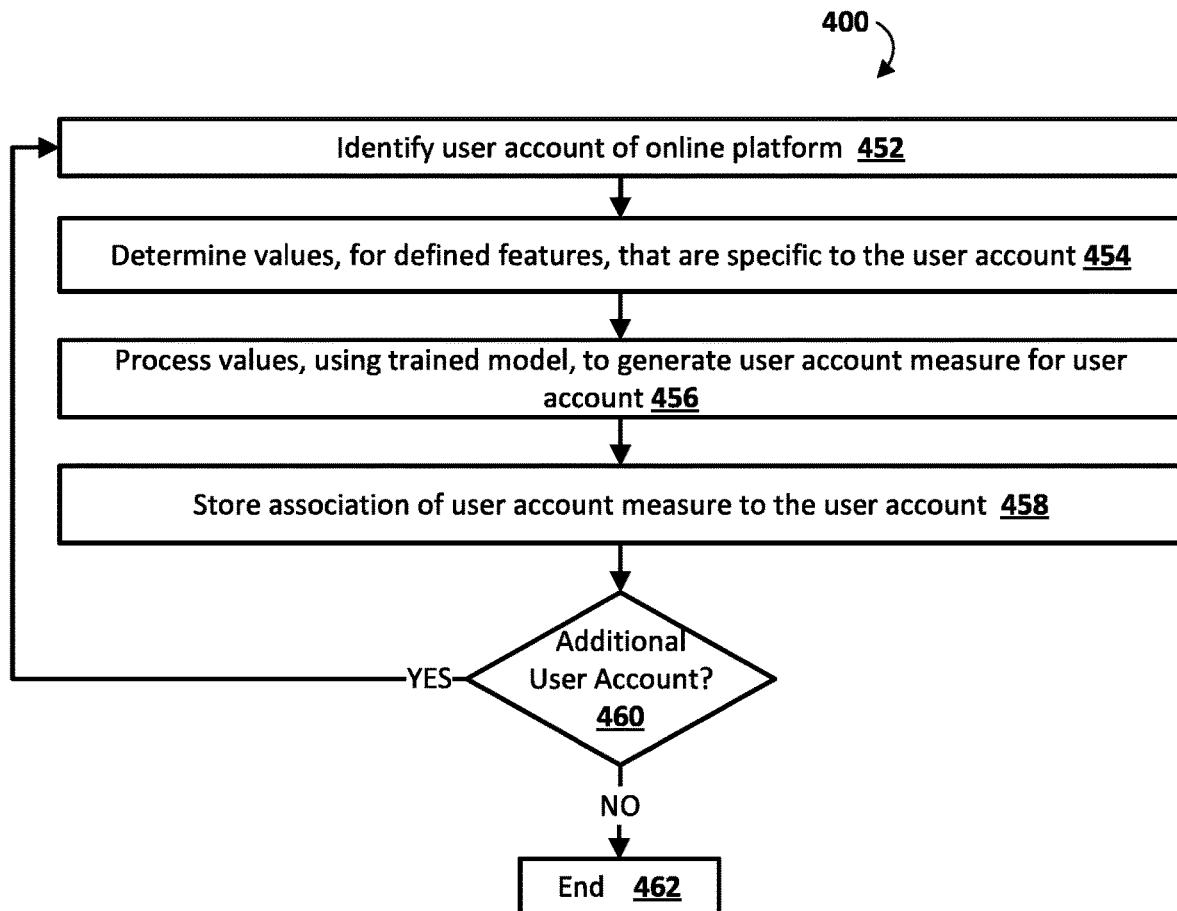 400
Identify user account of online platform 452
Determine values, for defined features, that are specific to the user account 454
Process values, using trained model, to generate user account measure for user
account 456
Store association of user account measure to the user account 458
Additional
User Account?
460
YES
NO
End 462